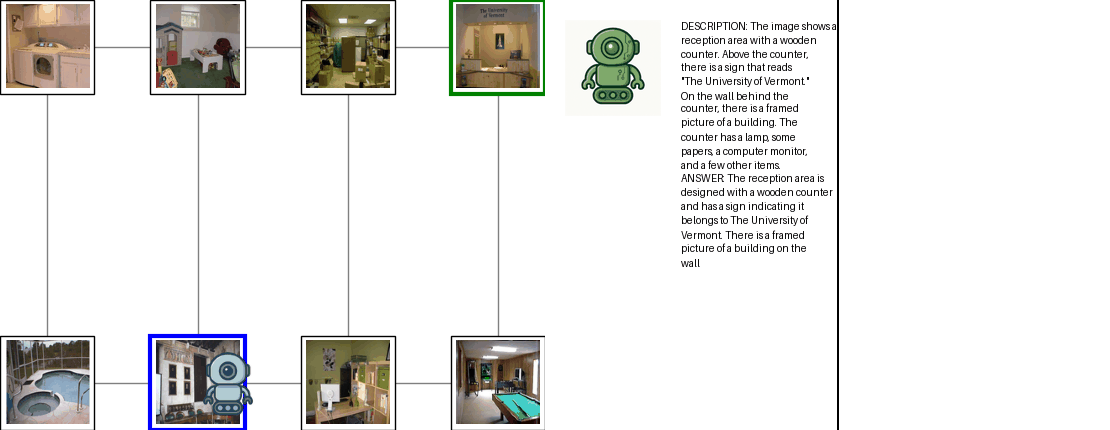 The University
of Vermont
DESCRIPTION: The image shows a
reception area with a wooden
counter. Above the counter,
there is a sign that reads
"The University of Vermont."
On the wall behind the
counter, there is a framed
picture of a building. The
counter has a lamp, some
papers, a computer monitor,
and a few other items.
ANSWER: The reception area is
designed with a wooden counter
and has a sign indicating it
belongs to The University of
Vermont. There is a framed
picture of a building on the
wall